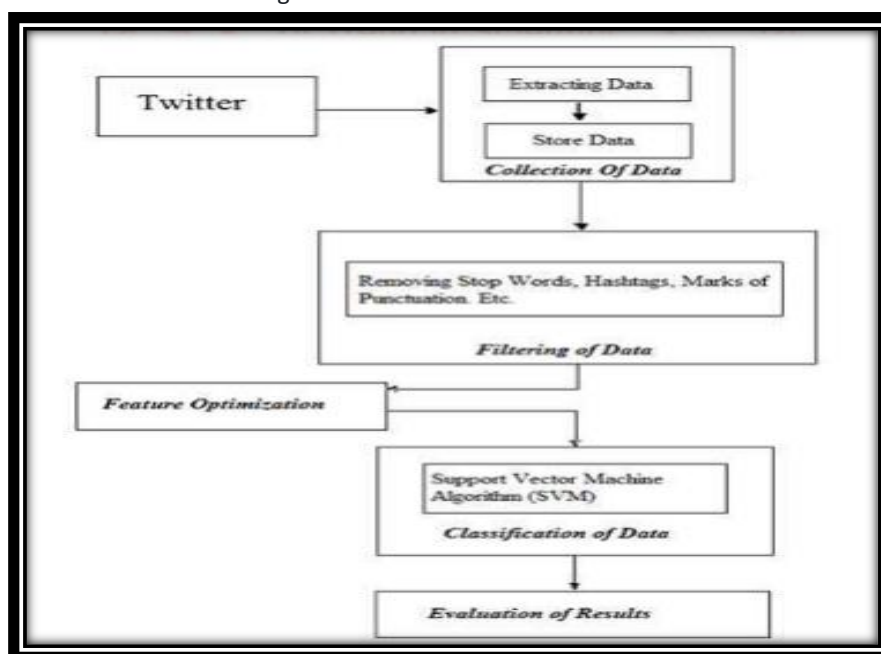 Twitter
Extracting Data
Store Data
Collection Of Data
Removing Stop Words, Hashtags, Marks of
Punctuation. Etc.
Filtering of Data
Feature Optimization
Support Vector Machine
Algorithm (SVM)
Classification of Data
Evaluation of Results